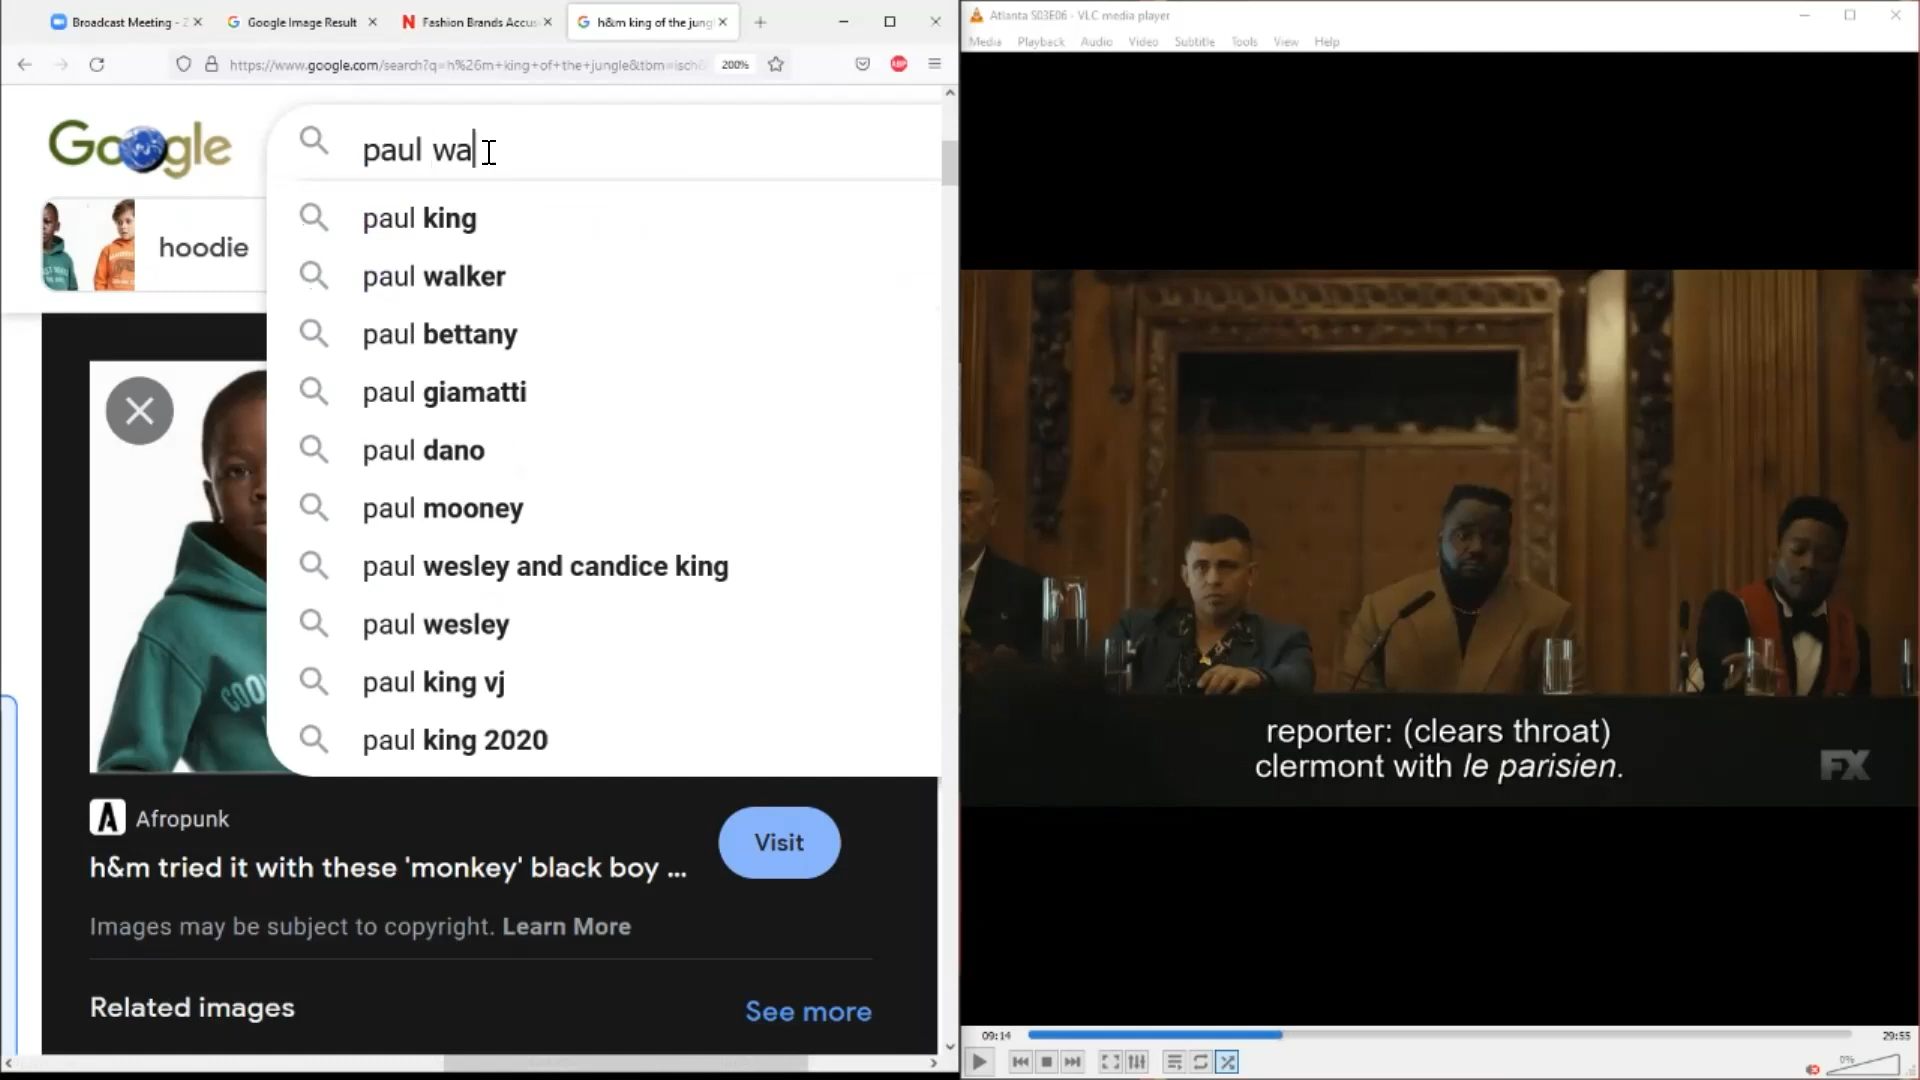 Broadcast Meeting - Z
Google Image Result
Fashion Brands Accus
h&m king of the jung
https://www.google.com/search?q=h%26m+king+of+the+jungle&tbm=isch&
200%
ABP
Google
paul wa
hoodie
paul king
paul walker
paul bettany
paul giamatti
paul dano
paul mooney
paul wesley and candice king
paul wesley
paul king vj
paul king 2020
COOL
A Afropunk
h&m tried it with these 'monkey' black boy ...
Visit
Images may be subject to copyright. Learn More
Related images
See more
Atlanta S03E06 - VLC media player
Media Playback Audio Video Subtitle Tools View Help
reporter: (clears throat)
clermont with le parisien.
FX
09:14
29:55
0%